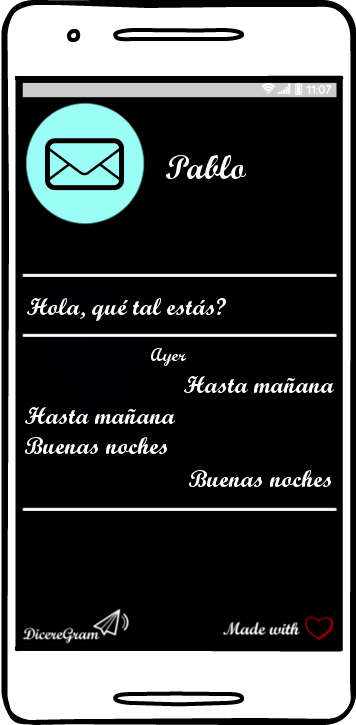 11:07
Pablo
Hola, qué tal estás?
Ayer
Hasta mañana
Hasta mañana
Buenas noches
Buenas noches
DicereGram
Made with